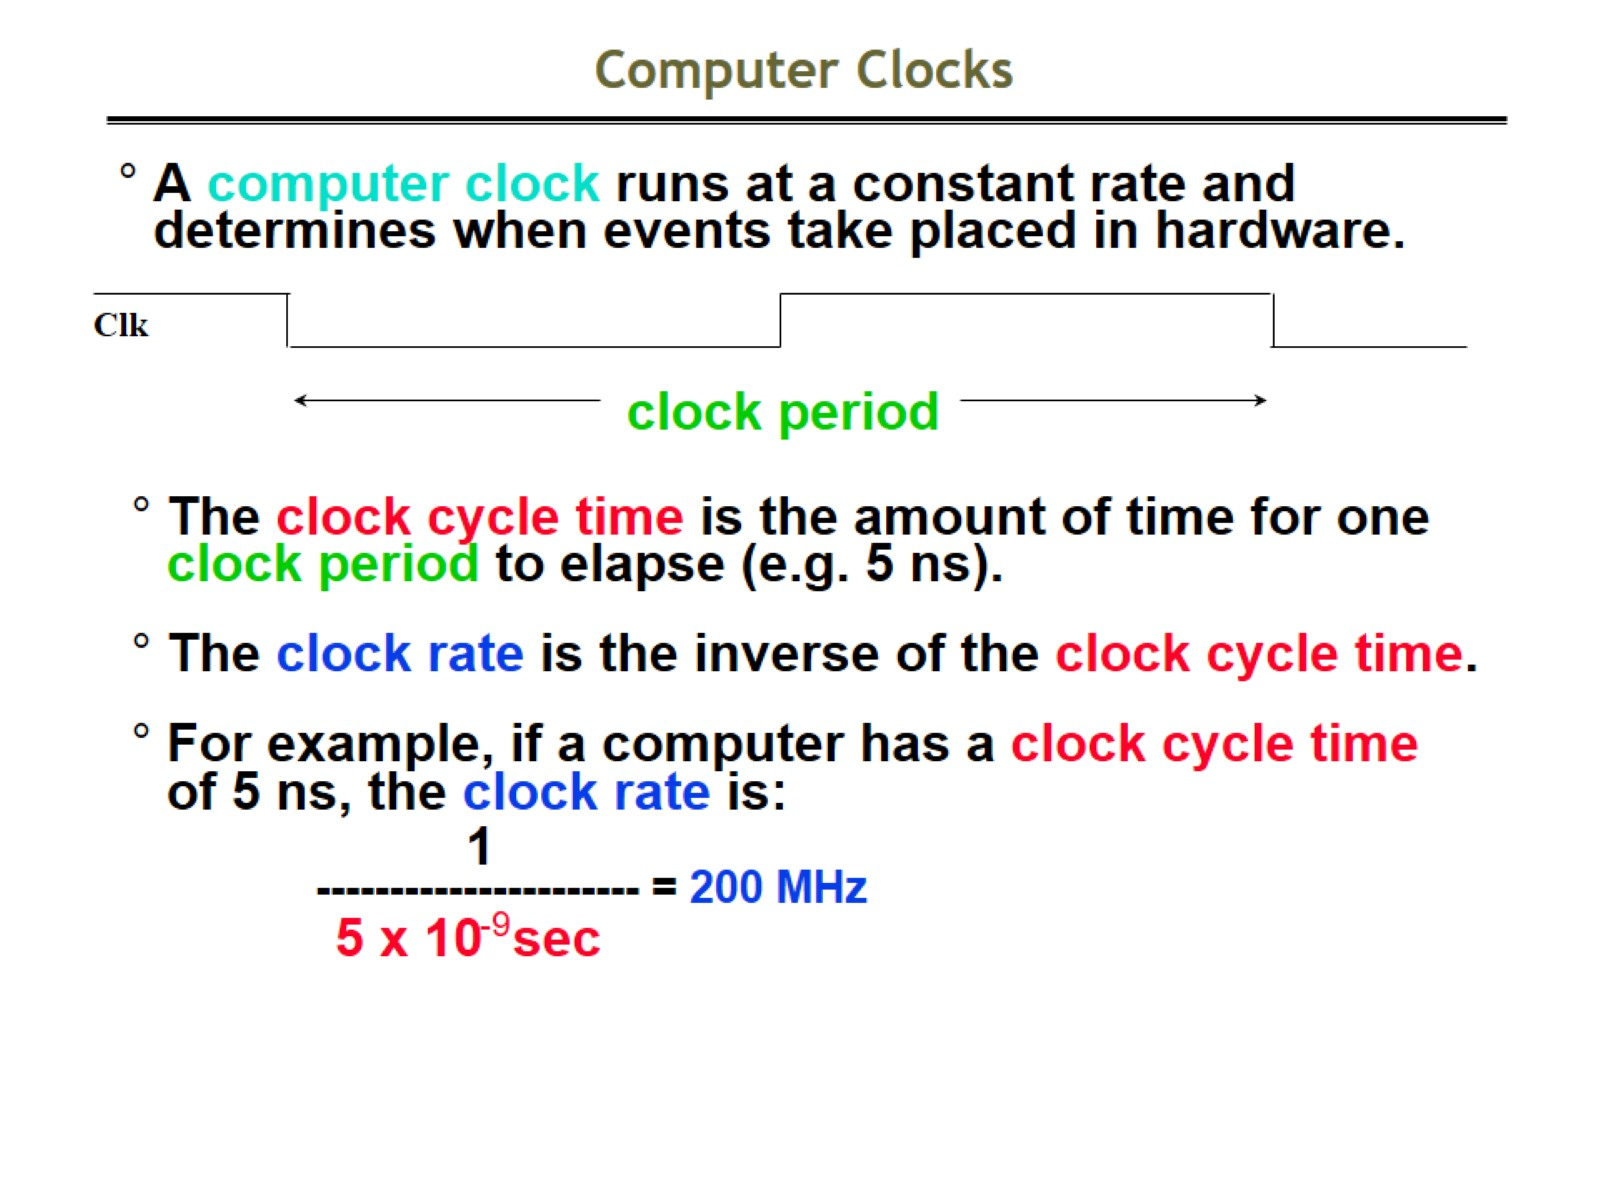 Computer Clocks
° A computer clock runs at a constant rate and
determines when events take placed in hardware.
Clk
clock period
° The clock cycle time is the amount of time for one
clock period to elapse (e.g. 5 ns).
° The clock rate is the inverse of the clock cycle time.
° For example, if a computer has a clock cycle time
of 5 ns, the clock rate is:
1
---------------------- = 200 MHz
5 x 10⁻⁹sec